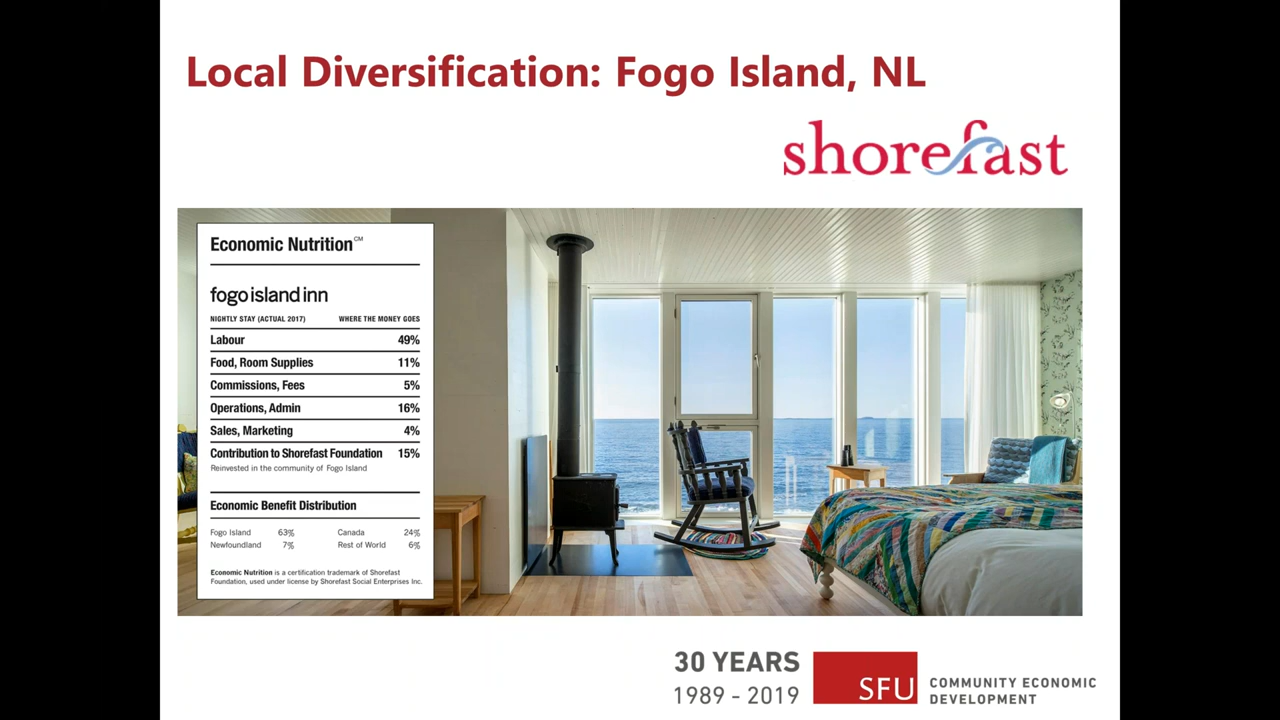 Local Diversification: Fogo Island, NL
shorefast
Economic Nutrition℠
fogo island inn
NIGHTLY STAY (ACTUAL 2017) WHERE THE MONEY GOES
Labour 49%
Food, Room Supplies 11%
Commissions, Fees 5%
Operations, Admin 16%
Sales, Marketing 4%
Contribution to Shorefast Foundation 15%
Reinvested in the community of Fogo Island
Economic Benefit Distribution
Fogo Island 63% Canada 24%
Newfoundland 7% Rest of World 6%
Economic Nutrition is a certification trademark of Shorefast
Foundation, used under license by Shorefast Social Enterprises Inc.
30 YEARS
1989 - 2019
SFU
COMMUNITY ECONOMIC
DEVELOPMENT